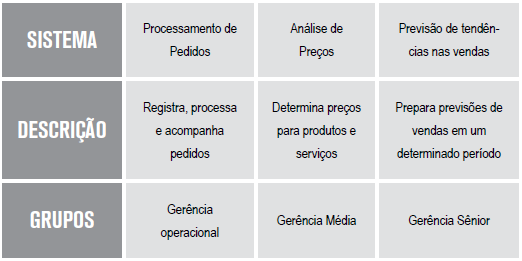 SISTEMA
Processamento de
Pedidos
Análise de
Preços
Previsão de tendên-
cias nas vendas
DESCRIÇÃO
Registra, processa
e acompanha
pedidos
Determina preços
para produtos e
serviços
Prepara previsões de
vendas em um
determinado período
GRUPOS
Gerência
operacional
Gerência Média
Gerência Sênior